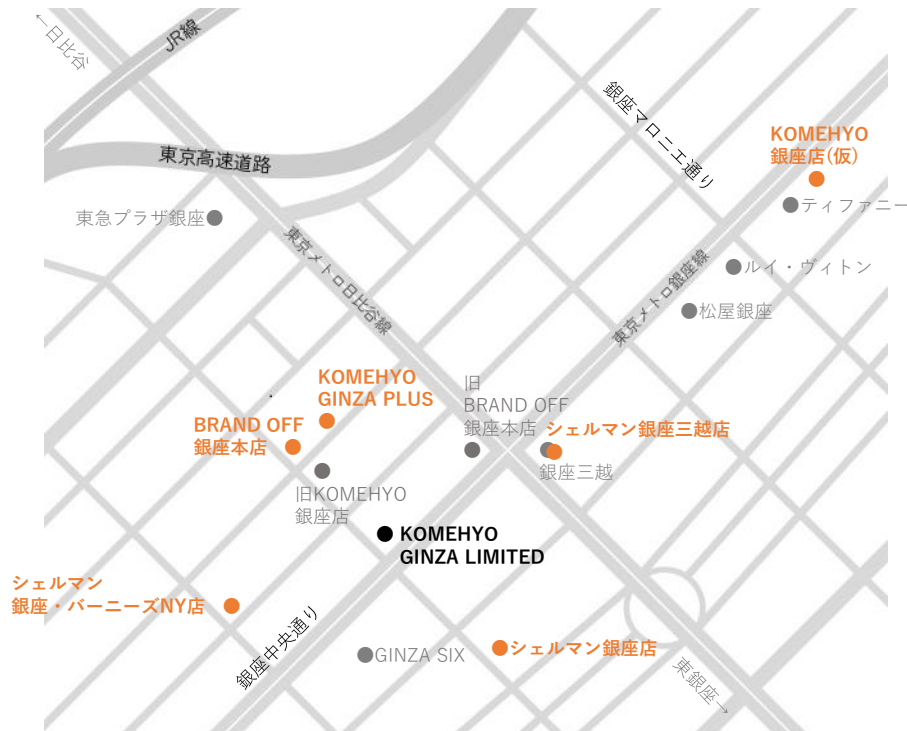 ←日比谷
JR線
東京高速道路
銀座マロニエ通り
KOMEHYO
銀座店(仮)
ティファニー
東急プラザ銀座
東京メトロ日比谷線
ルイ・ヴィトン
東京メトロ銀座線
松屋銀座
KOMEHYO
GINZA PLUS
旧
BRAND OFF
銀座本店
BRAND OFF
銀座本店
シェルマン銀座三越店
銀座三越
旧KOMEHYO
銀座店
KOMEHYO
GINZA LIMITED
シェルマン
銀座・バーニーズNY店
銀座中央通り
GINZA SIX
シェルマン銀座店
東銀座→